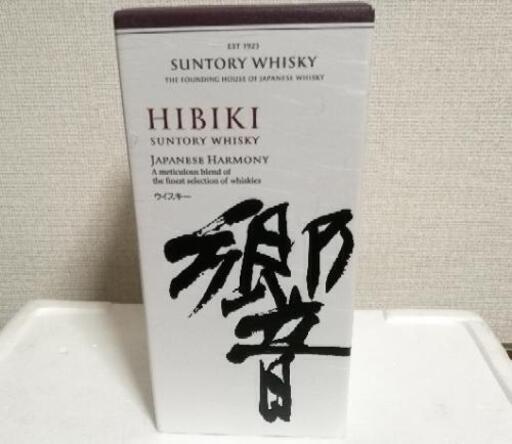 EST 1923
SUNTORY WHISKY
THE FOUNDING HOUSE OF JAPANESE WHISKY
HIBIKI
SUNTORY WHISKY
JAPANESE HARMONY
A meticulous blend of
the finest selection of whiskies
ウイスキー
響